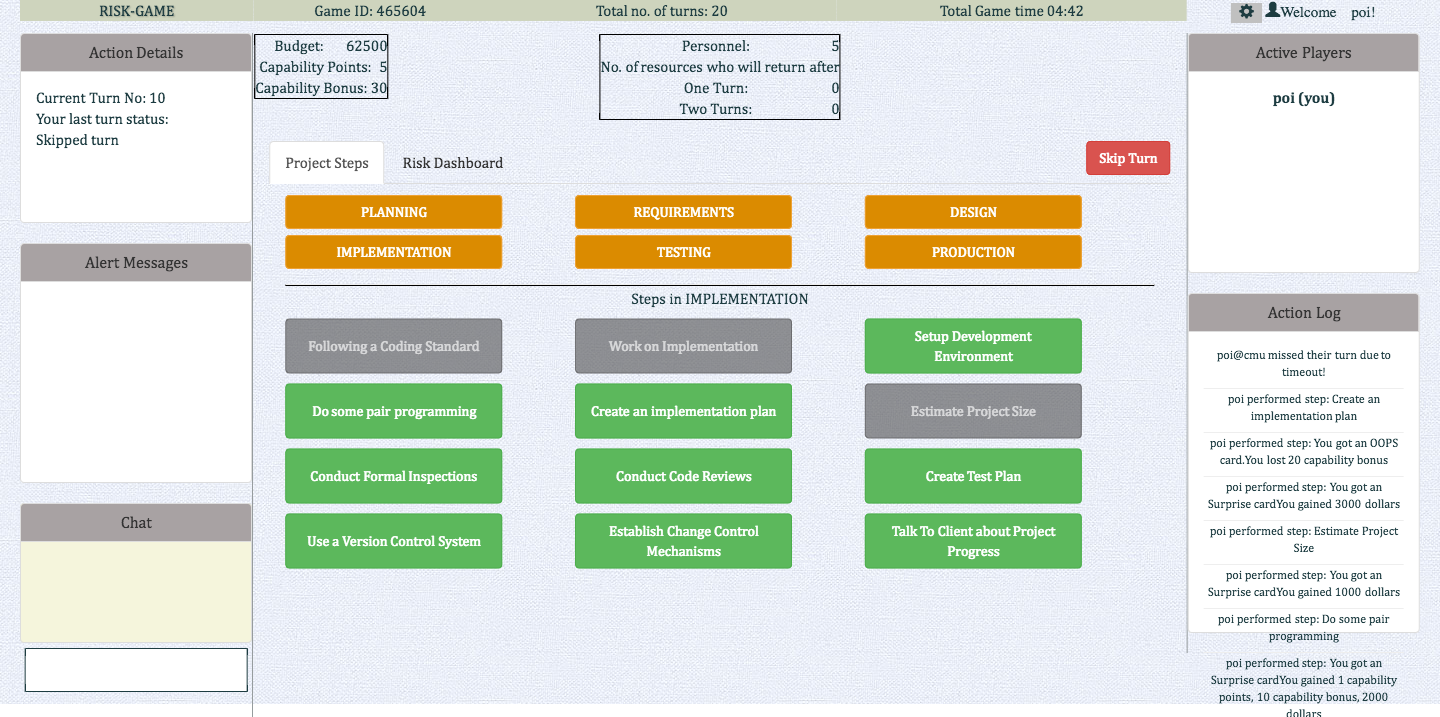 RISK-GAME
Game ID: 465604
Total no. of turns: 20
Total Game time 04:42
Welcome poi!
Action Details
Current Turn No: 10
Your last turn status:
Skipped turn
Alert Messages
Chat
Budget: 62500
Capability Points: 5
Capability Bonus: 30
Personnel: 5
No. of resources who will return after
One Turn: 0
Two Turns: 0
Project Steps
Risk Dashboard
Skip Turn
PLANNING
REQUIREMENTS
DESIGN
IMPLEMENTATION
TESTING
PRODUCTION
Steps in IMPLEMENTATION
Following a Coding Standard
Work on Implementation
Setup Development
Environment
Do some pair programming
Create an implementation plan
Estimate Project Size
Conduct Formal Inspections
Conduct Code Reviews
Create Test Plan
Use a Version Control System
Establish Change Control
Mechanisms
Talk To Client about Project
Progress
Active Players
poi (you)
Action Log
poi@cmu missed their turn due to
timeout!
poi performed step: Create an
implementation plan
poi performed step: You got an OOPS
card.You lost 20 capability bonus
poi performed step: You got an
Surprise cardYou gained 3000 dollars
poi performed step: Estimate Project
Size
poi performed step: You got an
Surprise cardYou gained 1000 dollars
poi performed step: Do some pair
programming
poi performed step: You got an
Surprise cardYou gained 1 capability
points, 10 capability bonus, 2000
dollars